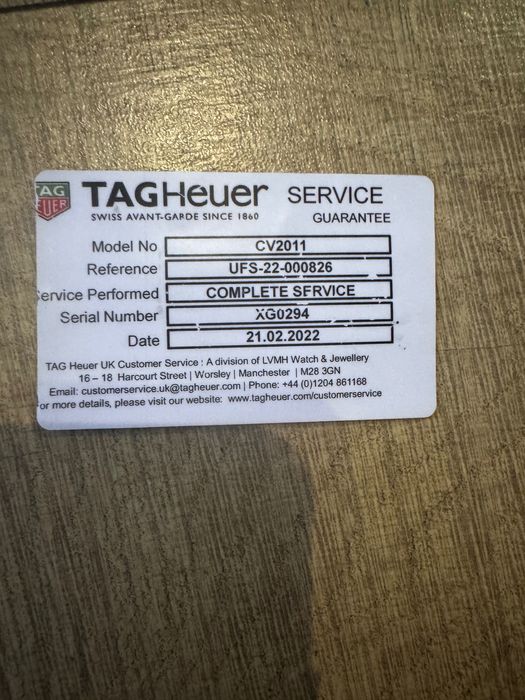 TAG
HEUER
TAGHeuer SERVICE
SWISS AVANT-GARDE SINCE 1860 GUARANTEE
Model No CV2011
Reference UFS-22-000826
Service Performed COMPLETE SERVICE
Serial Number XG0294
Date 21.02.2022
TAG Heuer UK Customer Service : A division of LVMH Watch & Jewellery
16 – 18 Harcourt Street | Worsley | Manchester | M28 3GN
Email: customerservice.uk@tagheuer.com | Phone: +44 (0)1204 861168
or more details, please visit our website: www.tagheuer.com/customerservice